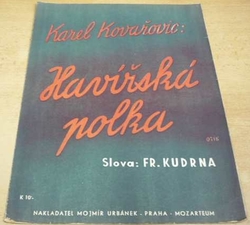 Karel Kovařovic:
Havířská
polka
Slova: FR. KUDRNA
NAKLADATEL MOJMÍR URBÁNEK - PRAHA - MOZARTEUM